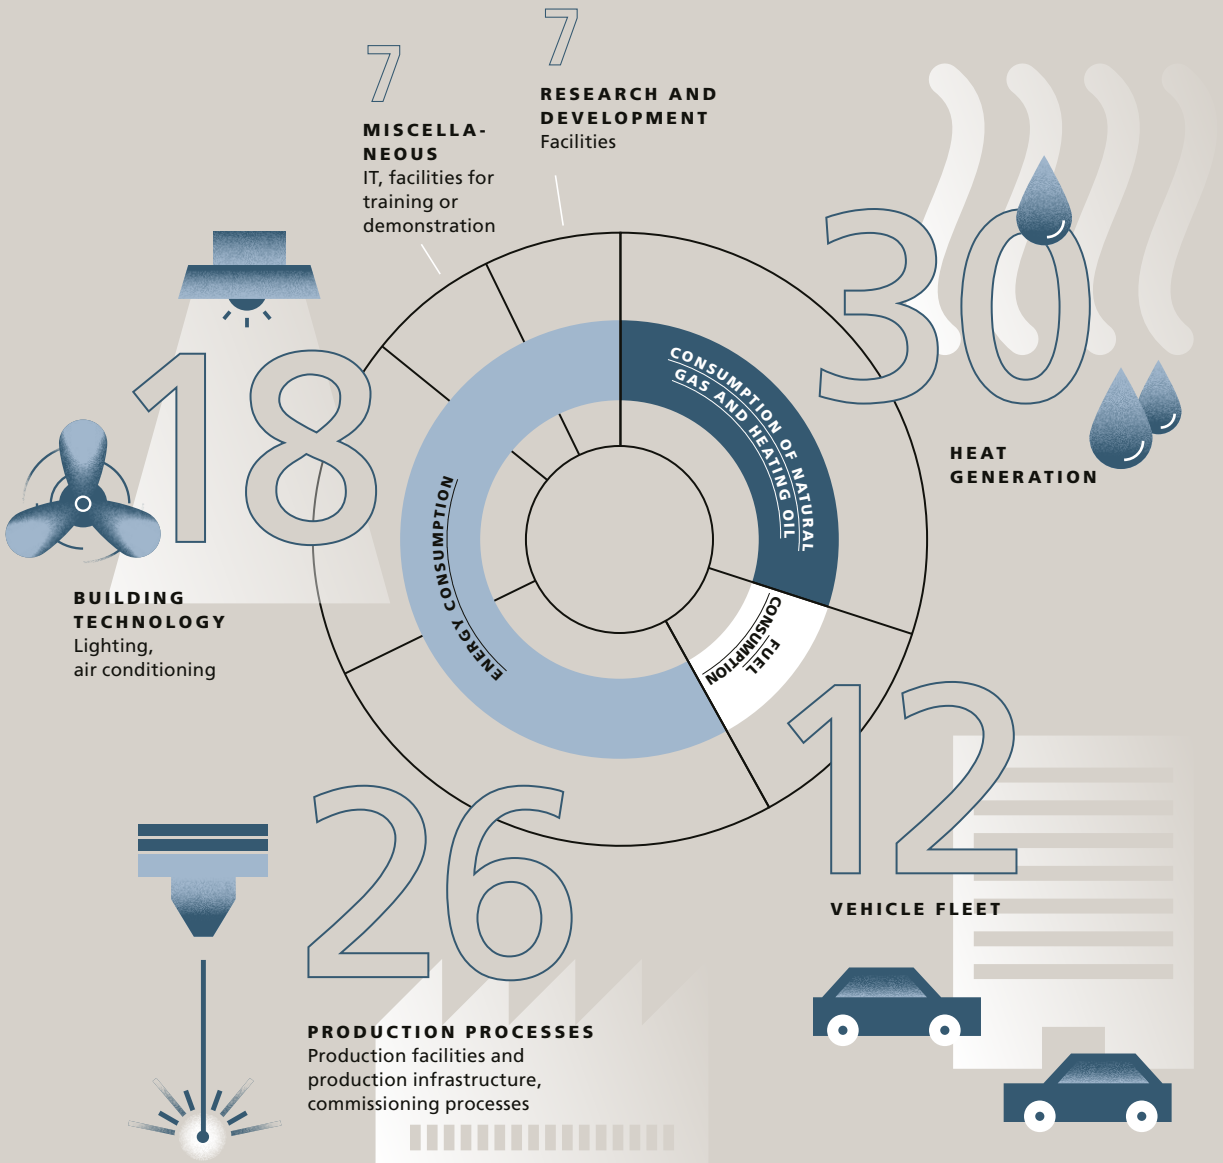 7
RESEARCH AND
DEVELOPMENT
Facilities
7
MISCELLA-
NEOUS
IT, facilities for
training or
demonstration
30
HEAT
GENERATION
18
BUILDING
TECHNOLOGY
Lighting,
air conditioning
CONSUMPTION OF NATURAL
GAS AND HEATING OIL
ENERGY CONSUMPTION
FUEL
CONSUMPTION
12
VEHICLE FLEET
26
PRODUCTION PROCESSES
Production facilities and
production infrastructure,
commissioning processes